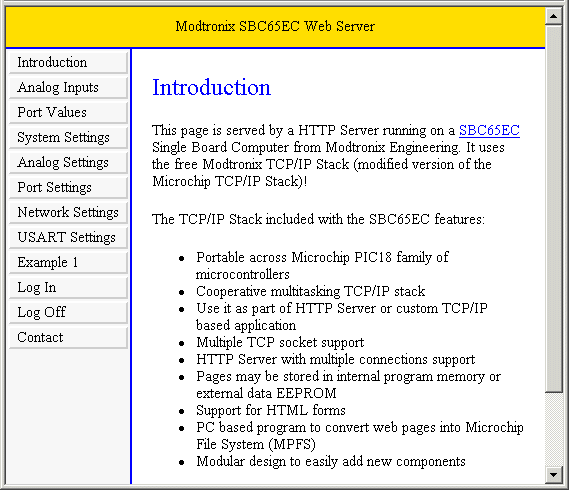 Modtronix SBC65EC Web Server
Introduction
Analog Inputs
Port Values
System Settings
Analog Settings
Port Settings
Network Settings
USART Settings
Example 1
Log In
Log Off
Contact
Introduction
This page is served by a HTTP Server running on a SBC65EC
Single Board Computer from Modtronix Engineering. It uses
the free Modtronix TCP/IP Stack (modified version of the
Microchip TCP/IP Stack)!
The TCP/IP Stack included with the SBC65EC features:
• Portable across Microchip PIC18 family of
microcontrollers
• Cooperative multitasking TCP/IP stack
• Use it as part of HTTP Server or custom TCP/IP
based application
• Multiple TCP socket support
• HTTP Server with multiple connections support
• Pages may be stored in internal program memory or
external data EEPROM
• Support for HTML forms
• PC based program to convert web pages into Microchip
File System (MPFS)
• Modular design to easily add new components